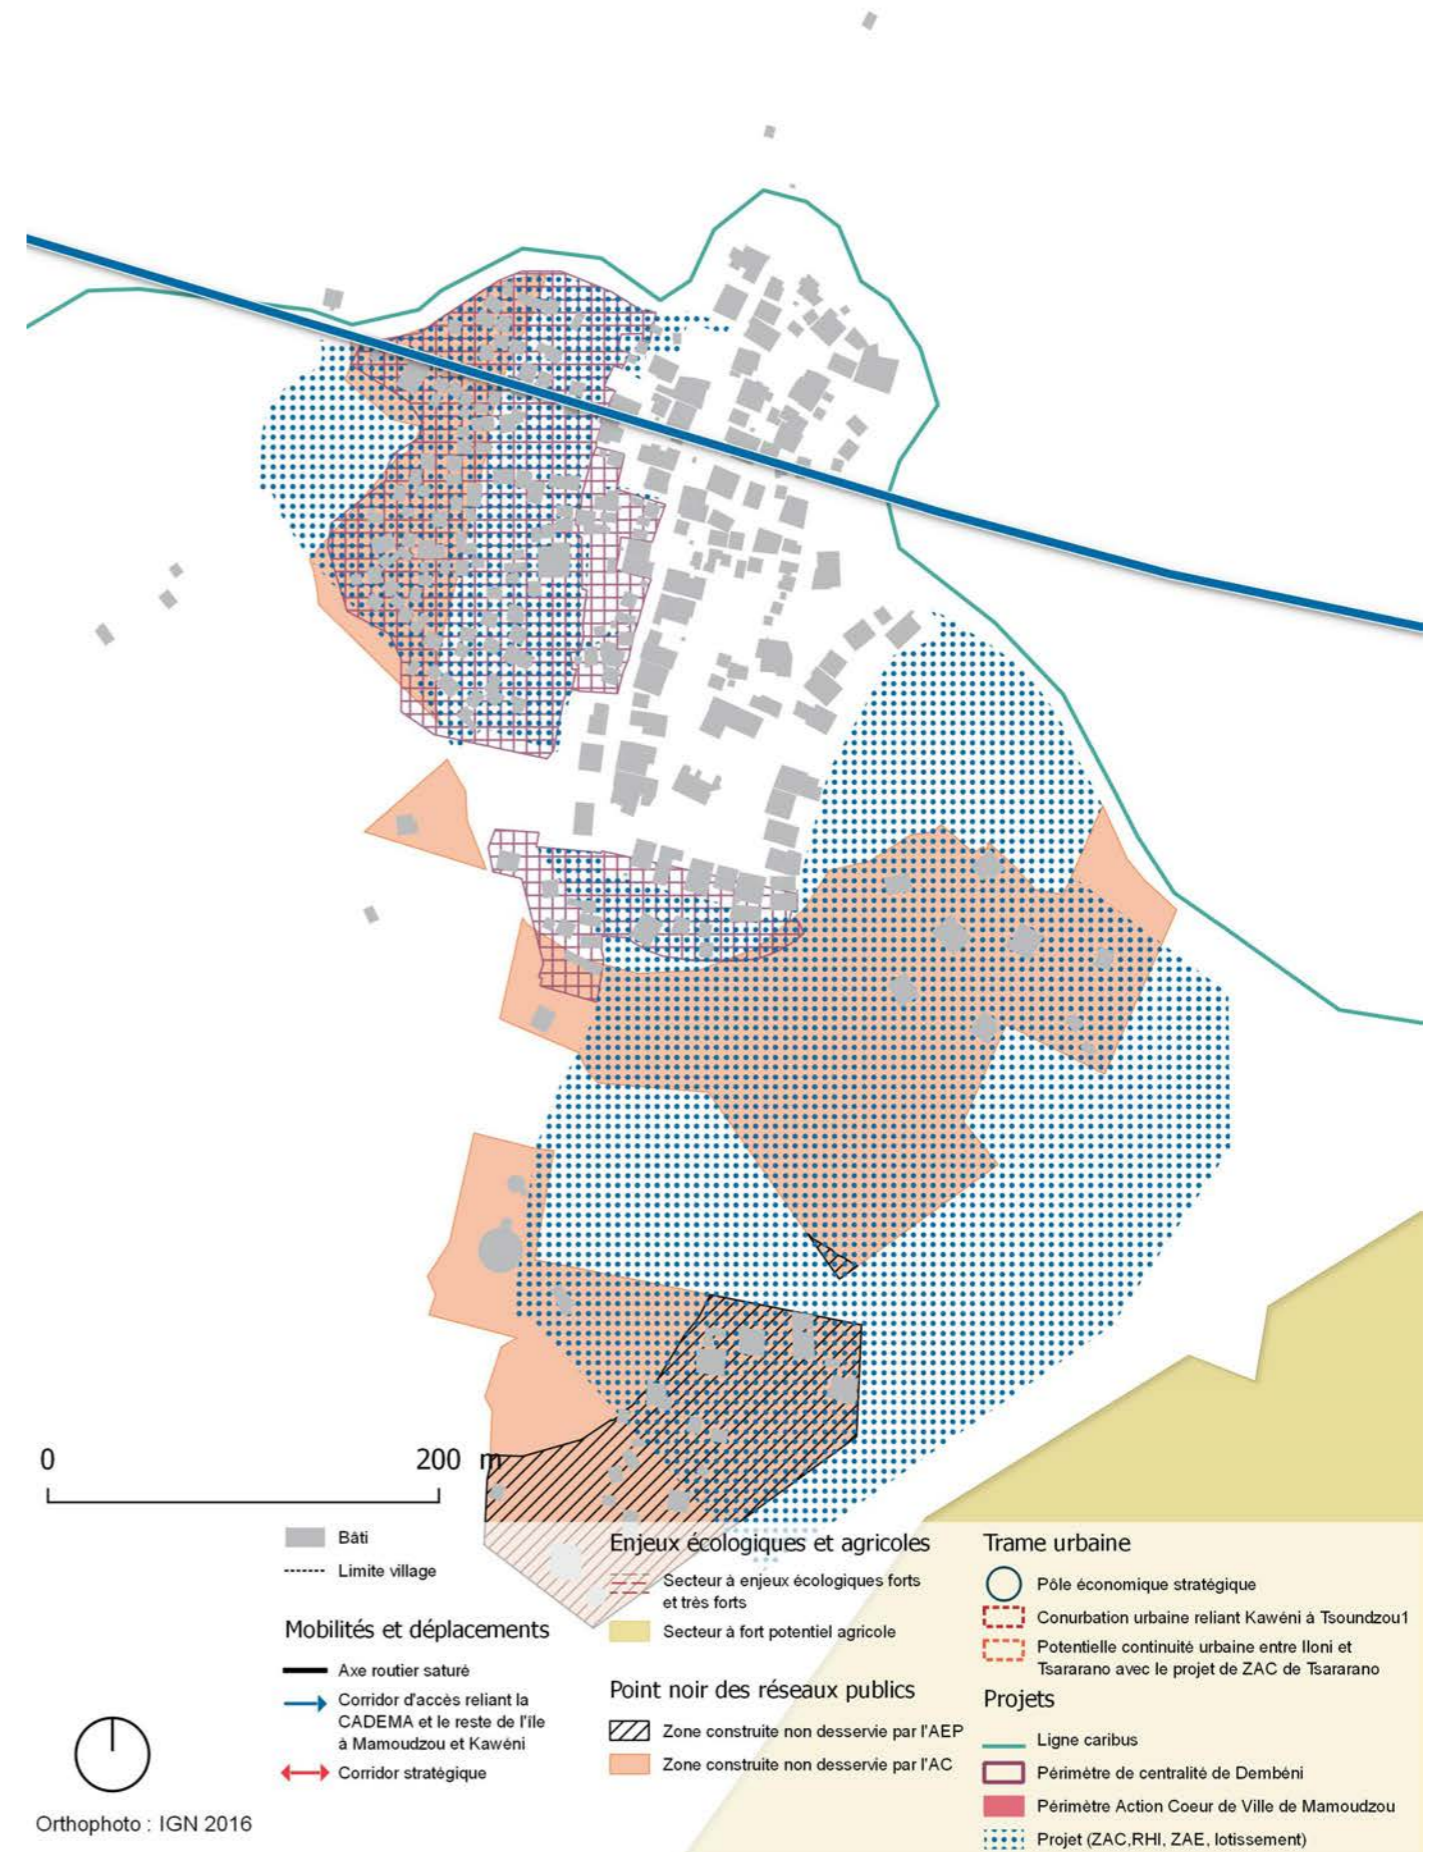 0
200 m
Bâti
Limite village
Mobilités et déplacements
Axe routier saturé
Corridor d'accès reliant la
CADEMA et le reste de l'île
à Mamoudzou et Kawéni
Corridor stratégique
Orthophoto : IGN 2016
Enjeux écologiques et agricoles
Secteur à enjeux écologiques forts
et très forts
Secteur à fort potentiel agricole
Point noir des réseaux publics
Zone construite non desservie par l'AEP
Zone construite non desservie par l'AC
Trame urbaine
Pôle économique stratégique
Conurbation urbaine reliant Kawéni à Tsoundzou1
Potentielle continuité urbaine entre Iloni et
Tsararano avec le projet de ZAC de Tsararano
Projets
Ligne caribus
Périmètre de centralité de Dembéni
Périmètre Action Coeur de Ville de Mamoudzou
Projet (ZAC,RHI, ZAE, lotissement)